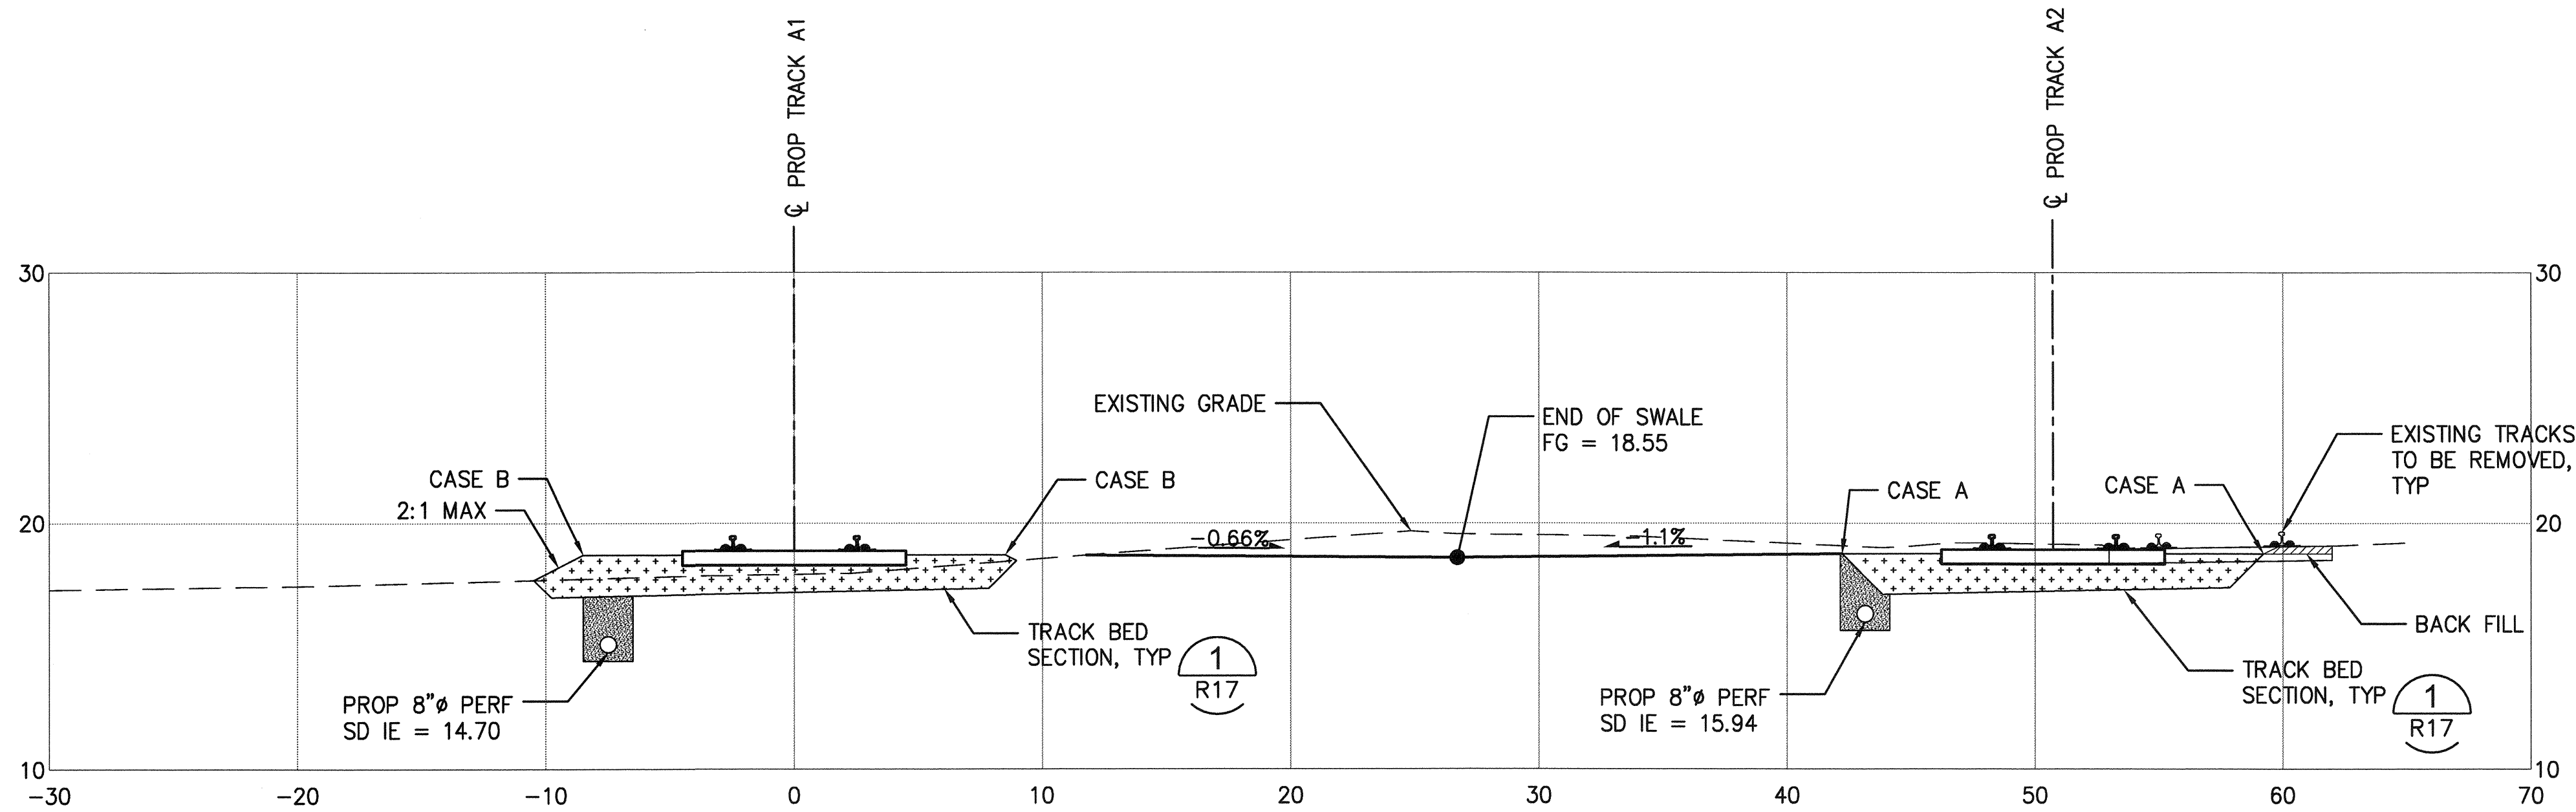 ℄ PROP TRACK A1
℄ PROP TRACK A2
30
30
EXISTING GRADE
END OF SWALE
FG = 18.55
EXISTING TRACKS
TO BE REMOVED,
TYP
CASE B
2:1 MAX
CASE B
CASE A
CASE A
20
20
-0.66%
-1.1%
TRACK BED
SECTION, TYP
1
R17
BACK FILL
TRACK BED
SECTION, TYP
1
R17
PROP 8"ø PERF
SD IE = 14.70
PROP 8"ø PERF
SD IE = 15.94
10
10
-30
-20
-10
0
10
20
30
40
50
60
70